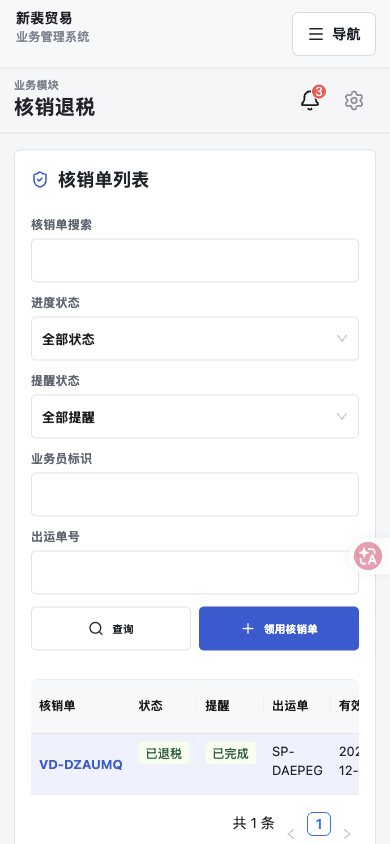 新裴贸易
业务管理系统
导航
业务模块
核销退税
3
核销单列表
核销单搜索
进度状态
全部状态
提醒状态
全部提醒
业务员标识
出运单号
查询
领用核销单
核销单 状态 提醒 出运单 有效
VD-DZAUMQ 已退税 已完成 SP-DAEPEG 202
12-
共 1 条 1